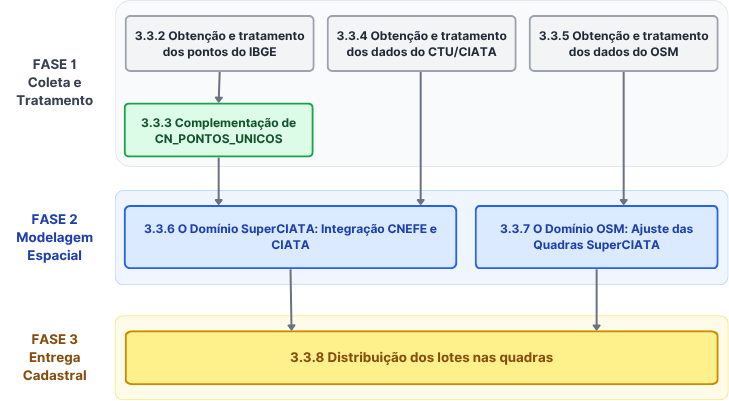 FASE 1
Coleta e
Tratamento
3.3.2 Obtenção e tratamento
dos pontos do IBGE
3.3.4 Obtenção e tratamento
dos dados do CTU/CIATA
3.3.5 Obtenção e tratamento
dos dados do OSM
3.3.3 Complementação de
CN_PONTOS_UNICOS
FASE 2
Modelagem
Espacial
3.3.6 O Domínio SuperCIATA: Integração CNEFE e
CIATA
3.3.7 O Domínio OSM: Ajuste das
Quadras SuperCIATA
FASE 3
Entrega
Cadastral
3.3.8 Distribuição dos lotes nas quadras